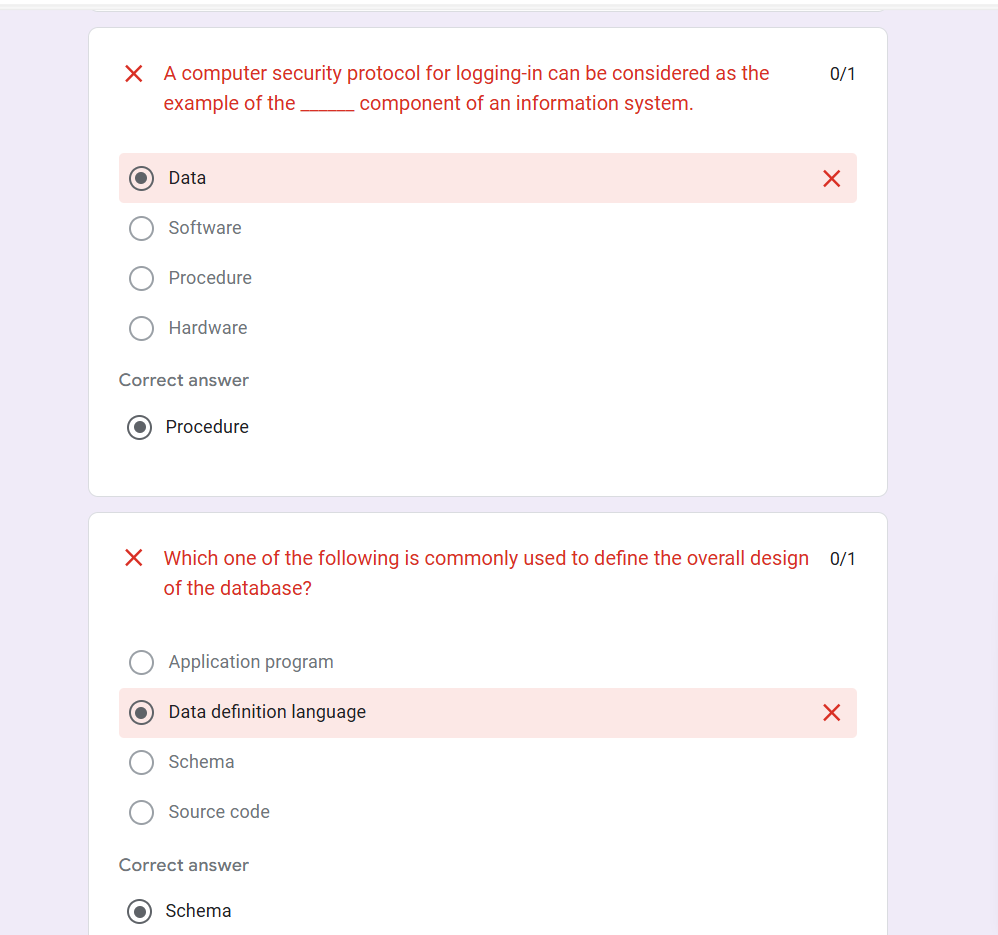 A computer security protocol for logging-in can be considered as the 0/1
example of the ______ component of an information system.
Data
Software
Procedure
Hardware
Correct answer
Procedure
Which one of the following is commonly used to define the overall design 0/1
of the database?
Application program
Data definition language
Schema
Source code
Correct answer
Schema